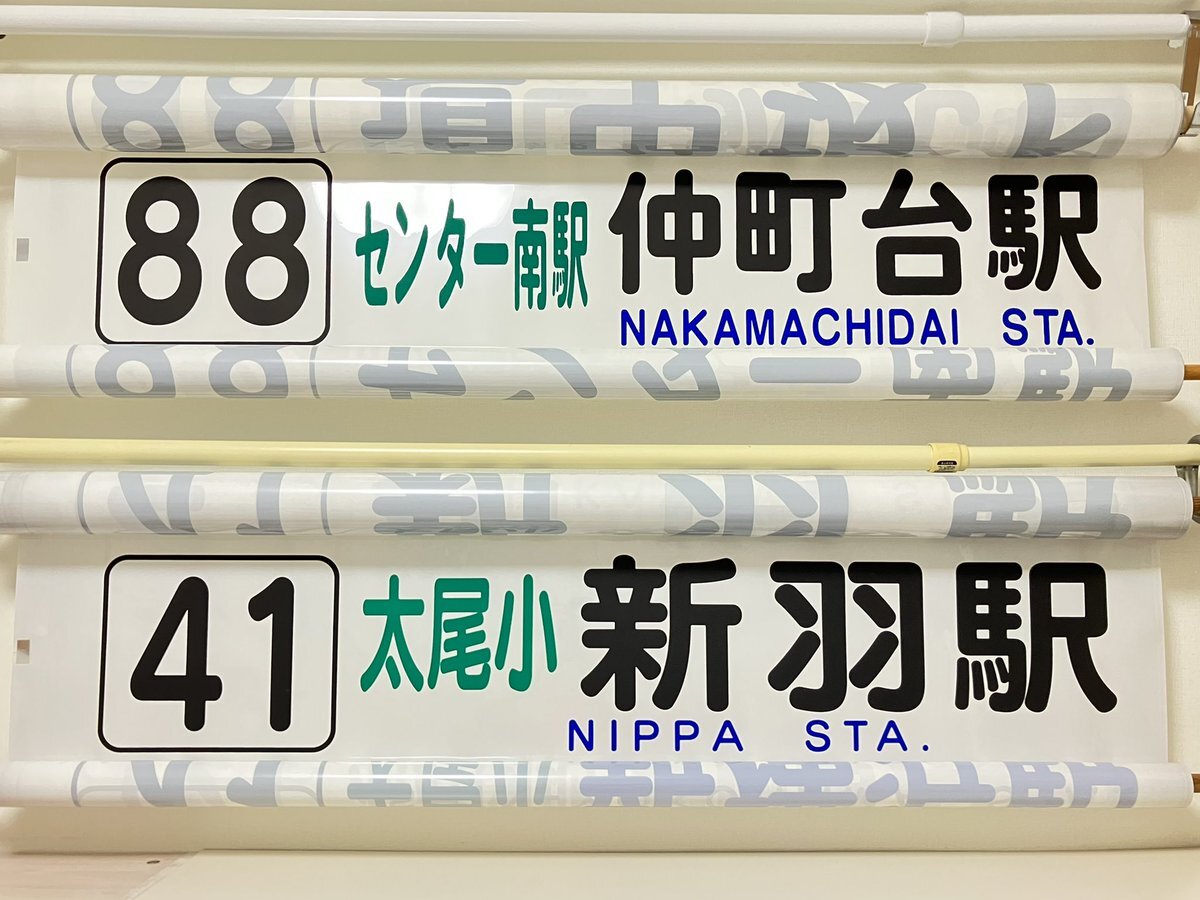 88 センター南駅 仲町台駅
NAKAMACHIDAI STA.
41 太尾小 新羽駅
NIPPA STA.